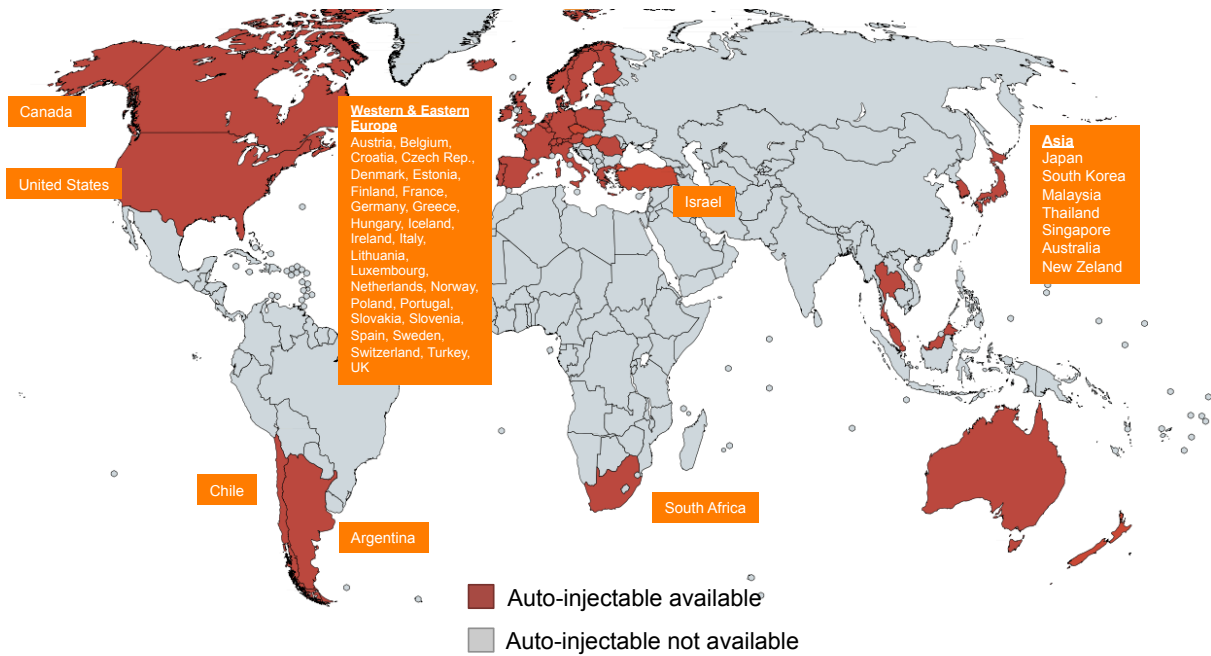 Canada
United States
Western & Eastern
Europe
Austria, Belgium,
Croatia, Czech Rep.,
Denmark, Estonia,
Finland, France,
Germany, Greece,
Hungary, Iceland,
Ireland, Italy,
Lithuania,
Luxembourg,
Netherlands, Norway,
Poland, Portugal,
Slovakia, Slovenia,
Spain, Sweden,
Switzerland, Turkey,
UK
Israel
Asia
Japan
South Korea
Malaysia
Thailand
Singapore
Australia
New Zeland
Chile
Argentina
South Africa
Auto-injectable available
Auto-injectable not available